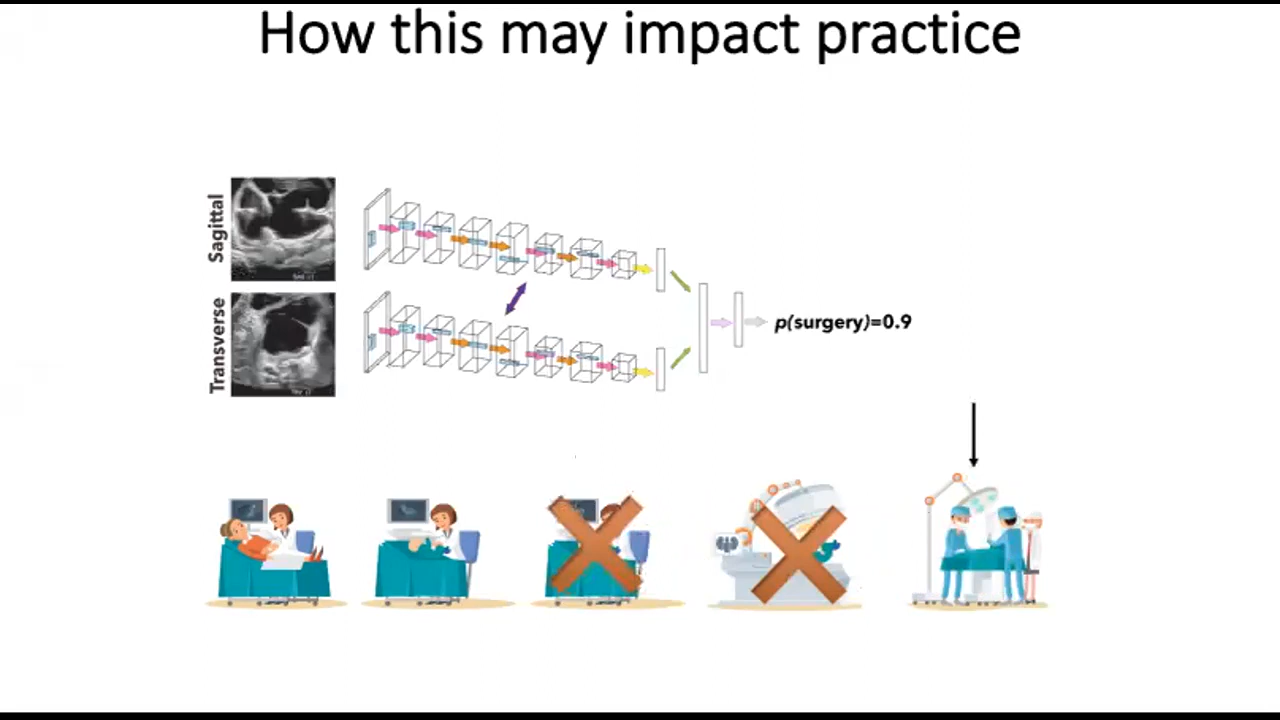 How this may impact practice
Sagittal
Transverse
p(surgery)=0.9